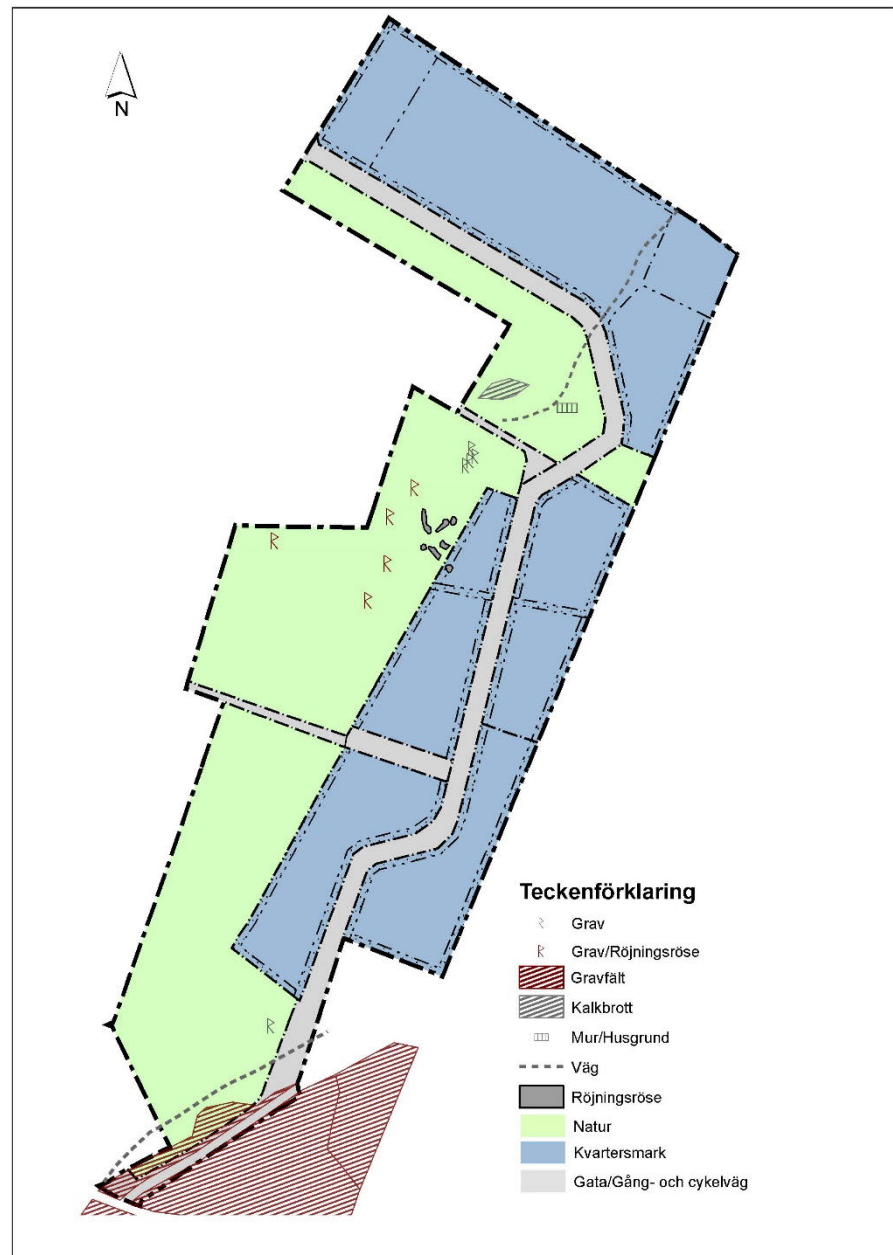 N
Teckenförklaring
Grav
Grav/Röjningsröse
Gravfält
Kalkbrott
Mur/Husgrund
Väg
Röjningsröse
Natur
Kvartersmark
Gata/Gång- och cykelväg